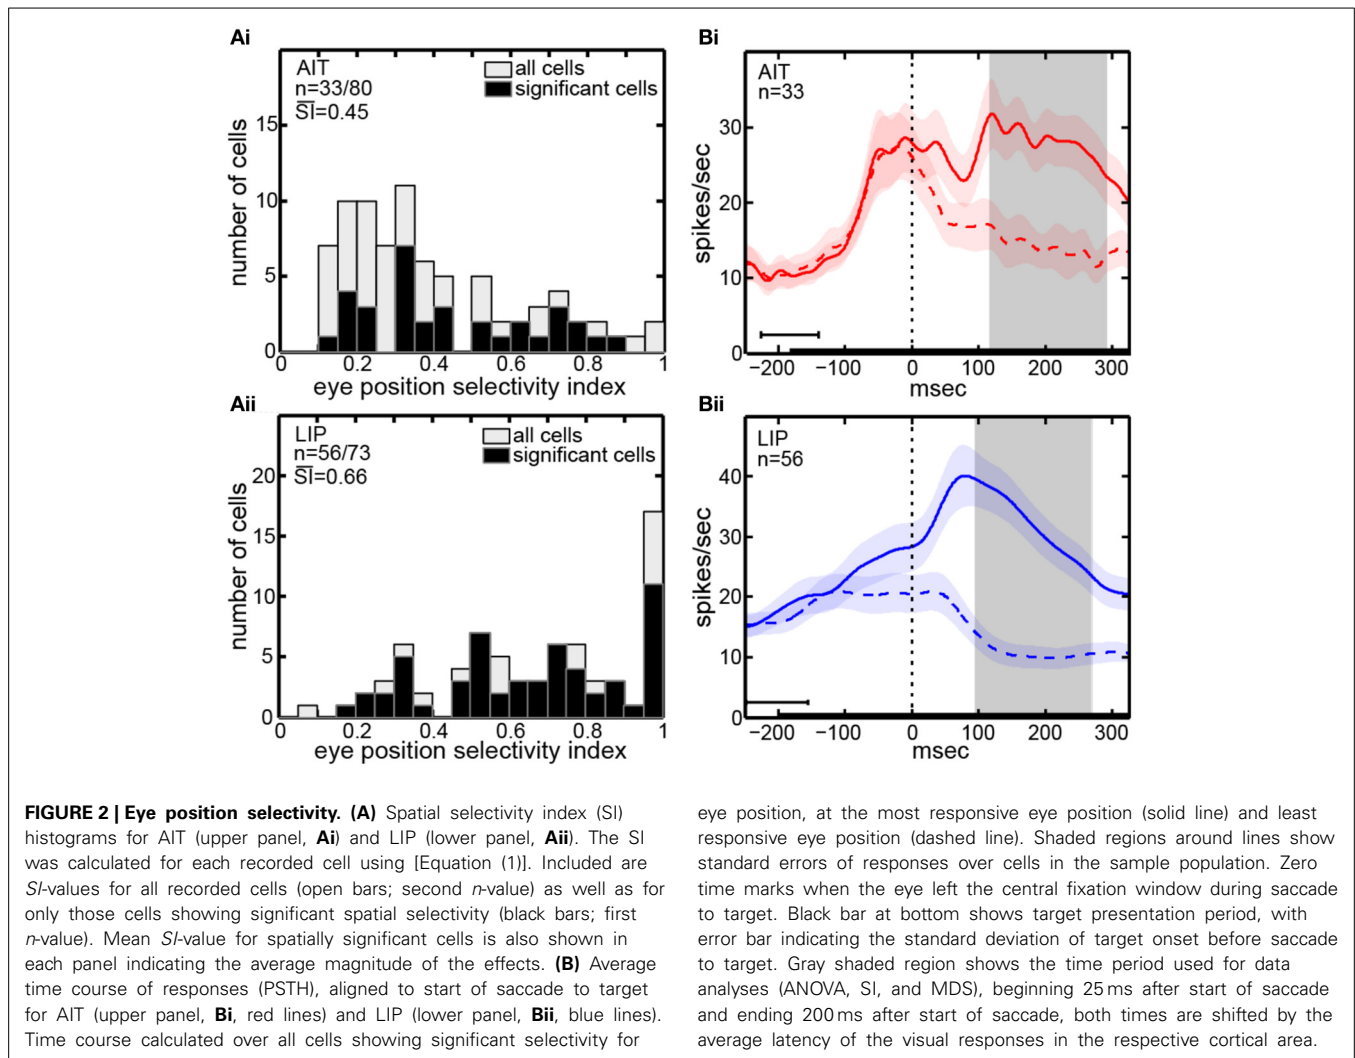 Ai
AIT
n=33/80
S̅I̅=0.45
all cells
significant cells
number of cells
15
10
5
0
0 0.2 0.4 0.6 0.8 1
eye position selectivity index
Bi
AIT
n=33
spikes/sec
30
20
10
0
−200 −100 0 100 200 300
msec
Aii
LIP
n=56/73
S̅I̅=0.66
all cells
significant cells
number of cells
20
15
10
5
0
0 0.2 0.4 0.6 0.8 1
eye position selectivity index
Bii
LIP
n=56
spikes/sec
40
30
20
10
0
−200 −100 0 100 200 300
msec
FIGURE 2 | Eye position selectivity. (A) Spatial selectivity index (SI)
histograms for AIT (upper panel, Ai) and LIP (lower panel, Aii). The SI
was calculated for each recorded cell using [Equation (1)]. Included are
SI-values for all recorded cells (open bars; second n-value) as well as for
only those cells showing significant spatial selectivity (black bars; first
n-value). Mean SI-value for spatially significant cells is also shown in
each panel indicating the average magnitude of the effects. (B) Average
time course of responses (PSTH), aligned to start of saccade to target
for AIT (upper panel, Bi, red lines) and LIP (lower panel, Bii, blue lines).
Time course calculated over all cells showing significant selectivity for
eye position, at the most responsive eye position (solid line) and least
responsive eye position (dashed line). Shaded regions around lines show
standard errors of responses over cells in the sample population. Zero
time marks when the eye left the central fixation window during saccade
to target. Black bar at bottom shows target presentation period, with
error bar indicating the standard deviation of target onset before saccade
to target. Gray shaded region shows the time period used for data
analyses (ANOVA, SI, and MDS), beginning 25 ms after start of saccade
and ending 200 ms after start of saccade, both times are shifted by the
average latency of the visual responses in the respective cortical area.